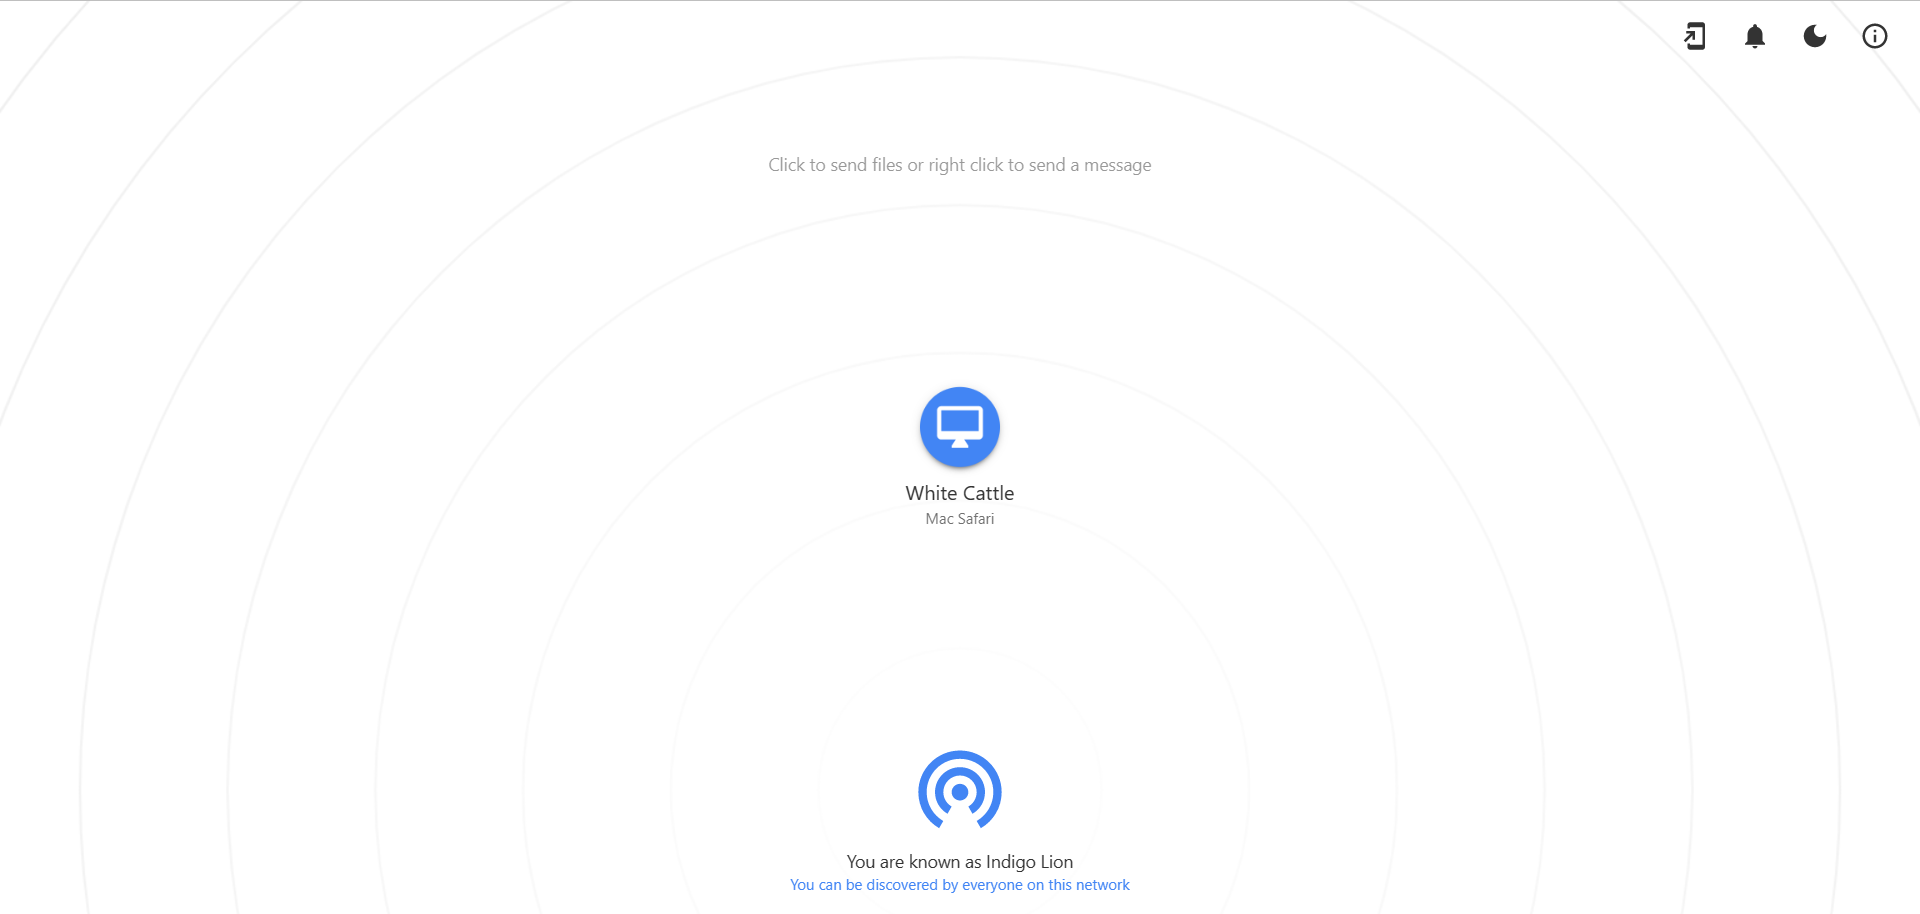 Click to send files or right click to send a message
White Cattle
Mac Safari
You are known as Indigo Lion
You can be discovered by everyone on this network